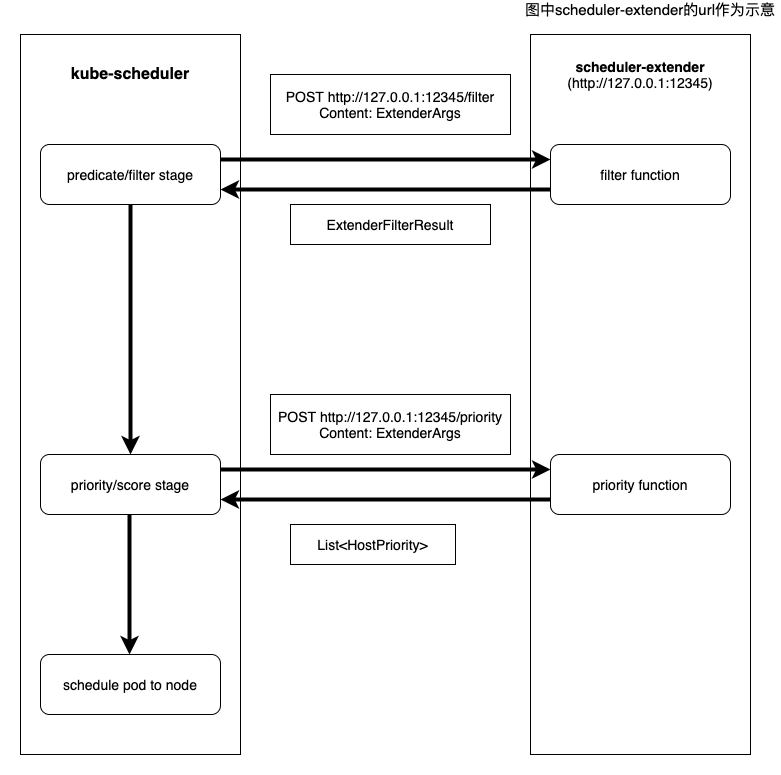 图中scheduler-extender的url作为示意
kube-scheduler
scheduler-extender
(http://127.0.0.1:12345)
POST http://127.0.0.1:12345/filter
Content: ExtenderArgs
predicate/filter stage
filter function
ExtenderFilterResult
POST http://127.0.0.1:12345/priority
Content: ExtenderArgs
priority/score stage
priority function
List<HostPriority>
schedule pod to node